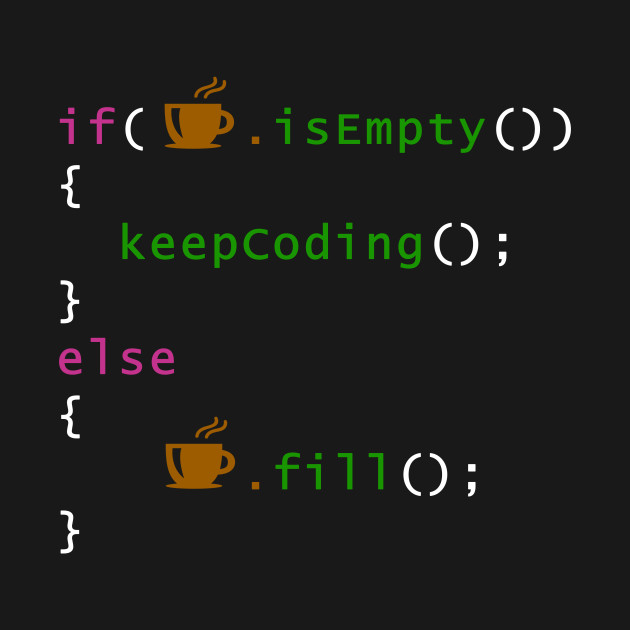 if(☕.isEmpty())
{
keepCoding();
}
else
{
☕.fill();
}